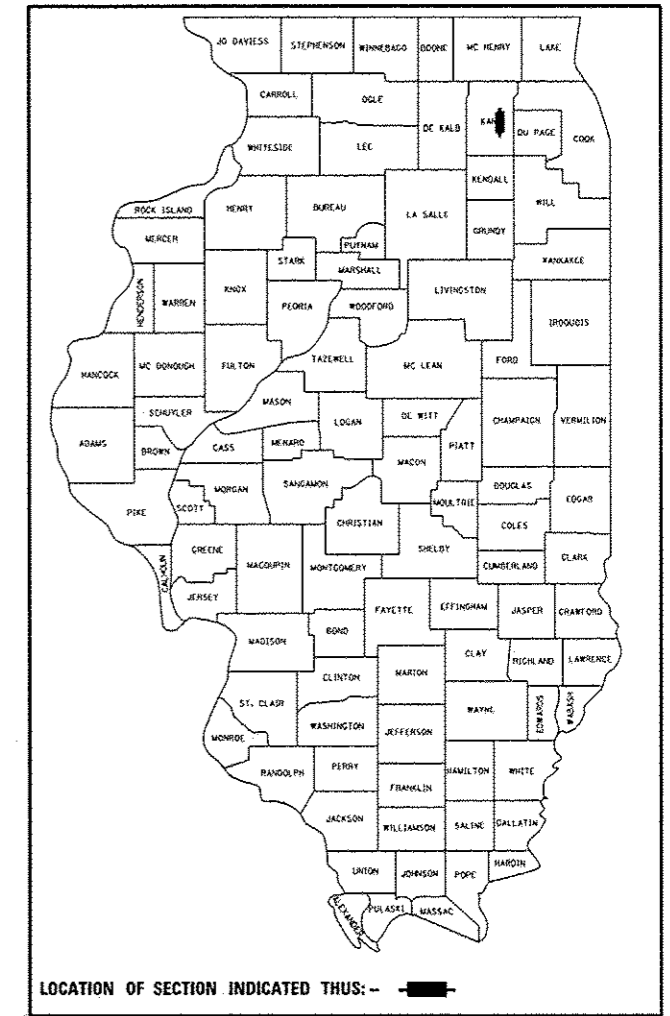 JO DAVIESS STEPHENSON WINNEBAGO BOONE MC HENRY LAKE
CARROLL OGLE DE KALB KAN DU PAGE COOK
WHITESIDE LEE KENDALL
ROCK ISLAND HENRY BUREAU LA SALLE GRUNDY WILL
MERCER PUTNAM KANKAKEE
HENDERSON WARREN KNOX STARK MARSHALL LIVINGSTON
PEORIA WOODFORD IROQUOIS
HANCOCK MC DONOUGH FULTON TAZEWELL MC LEAN FORD
SCHUYLER MASON
ADAMS BROWN CASS MENARD LOGAN DE WITT PIATT CHAMPAIGN VERMILION
MACON
PIKE SCOTT MORGAN SANGAMON CHRISTIAN MOULTRIE DOUGLAS EDGAR
COLES
CALHOUN GREENE MACOUPIN MONTGOMERY SHELBY CUMBERLAND CLARK
JERSEY FAYETTE EFFINGHAM JASPER CRAWFORD
MADISON BOND CLAY RICHLAND LAWRENCE
CLINTON MARION
ST. CLAIR WASHINGTON JEFFERSON WAYNE EDWARDS WABASH
MONROE
RANDOLPH PERRY FRANKLIN HAMILTON WHITE
JACKSON WILLIAMSON SALINE GALLATIN
UNION JOHNSON POPE HARDIN
ALEXANDER PULASKI MASSAC
LOCATION OF SECTION INDICATED THUS: -